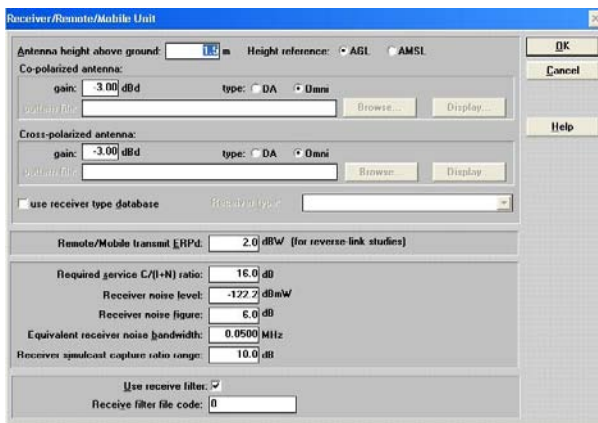 Receiver/Remote/Mobile Unit
Antenna height above ground: 1.5 m Height reference: AGL AMSL
OK
Co-polarized antenna:
Cancel
gain: -3.00 dBd type: DA Omni
pattern file: Browse... Display...
Cross-polarized antenna:
Help
gain: -3.00 dBd type: DA Omni
pattern file: Browse... Display
use receiver type database Receiver type:
Remote/Mobile transmit ERPd: 2.0 dBW (for reverse-link studies)
Required service C/(I+N) ratio: 16.0 dB
Receiver noise level: -122.2 dBmW
Receiver noise figure: 6.0 dB
Equivalent receiver noise bandwidth: 0.0500 MHz
Receiver simulcast capture ratio range: 10.0 dB
Use receive filter:
Receive filter file code: 0